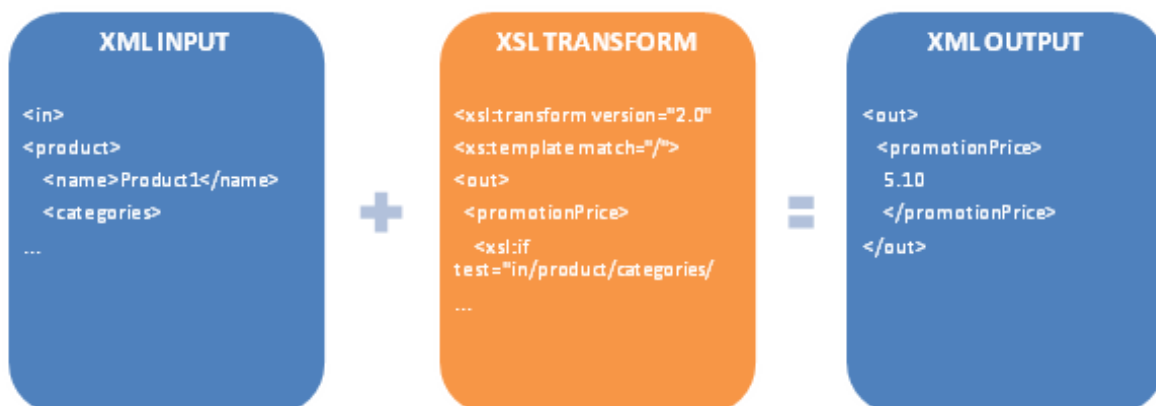 XML INPUT
<in>
<product>
<name>Product1</name>
<categories>
...
XSL TRANSFORM
<xsl:transform version="2.0"
<xs:template match="/">
<out>
<promotionPrice>
<xsl:if
test="in/product/categories/
...
XML OUTPUT
<out>
<promotionPrice>
5.10
</promotionPrice>
</out>